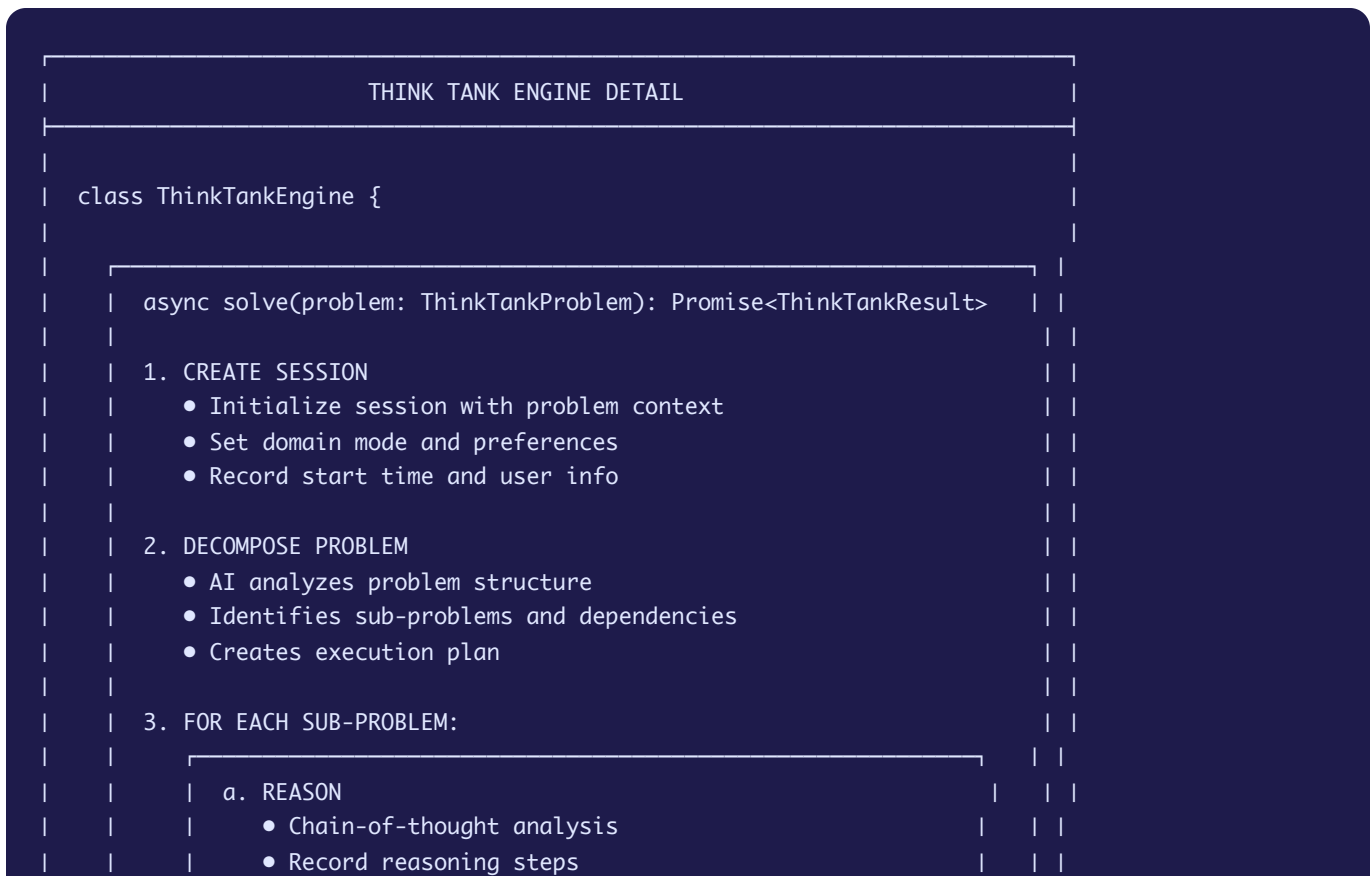 THINK TANK ENGINE DETAIL
class ThinkTankEngine {
async solve(problem: ThinkTankProblem): Promise<ThinkTankResult>
1. CREATE SESSION
● Initialize session with problem context
● Set domain mode and preferences
● Record start time and user info
2. DECOMPOSE PROBLEM
● AI analyzes problem structure
● Identifies sub-problems and dependencies
● Creates execution plan
3. FOR EACH SUB-PROBLEM:
a. REASON
● Chain-of-thought analysis
● Record reasoning steps